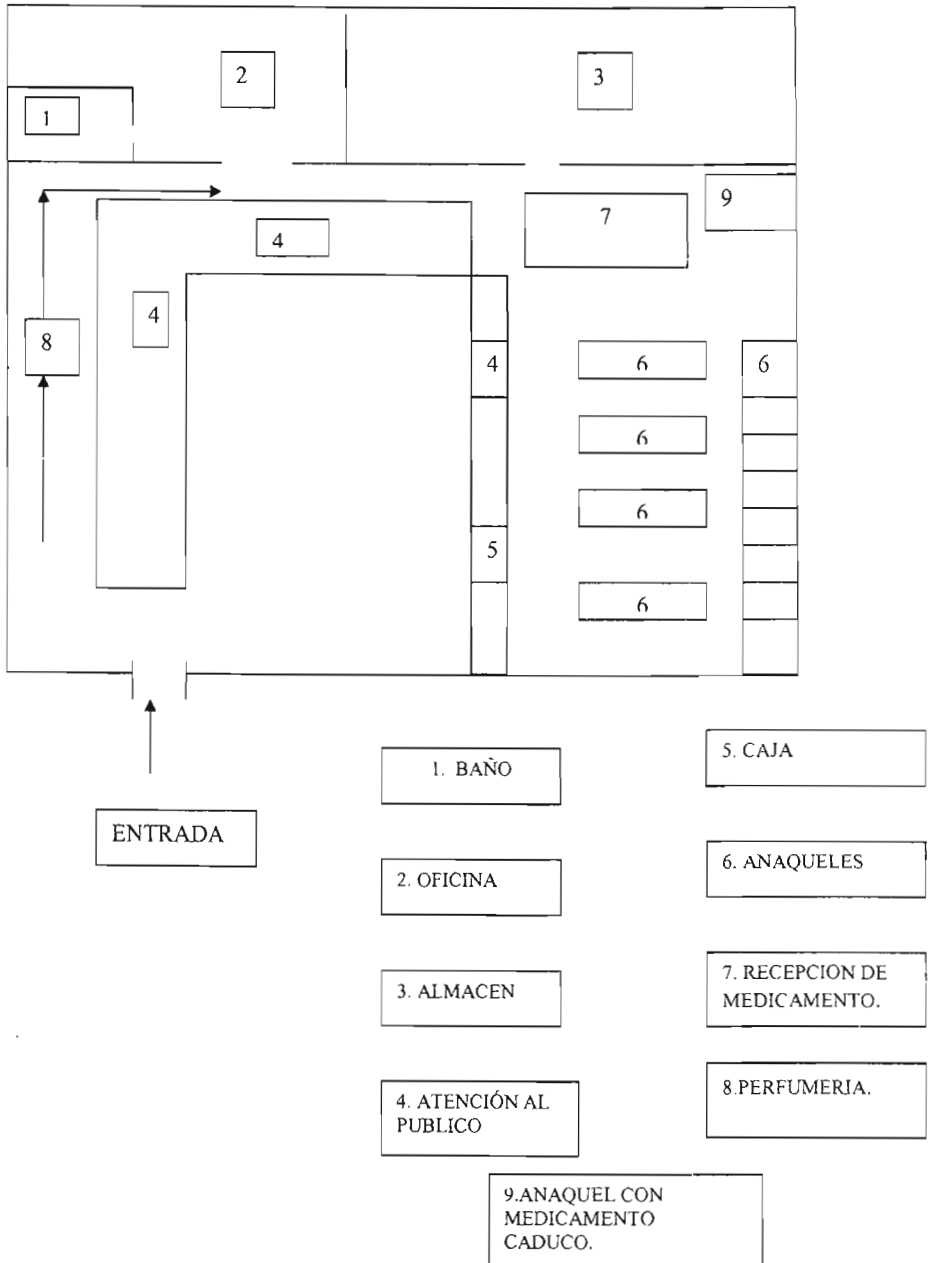 2
3
1
9
7
4
4
8
4
6
6
6
6
5
6
ENTRADA
1. BAÑO
2. OFICINA
3. ALMACEN
4. ATENCIÓN AL
PUBLICO
5. CAJA
6. ANAQUELES
7. RECEPCION DE
MEDICAMENTO.
8.PERFUMERIA.
9.ANAQUEL CON
MEDICAMENTO
CADUCO.